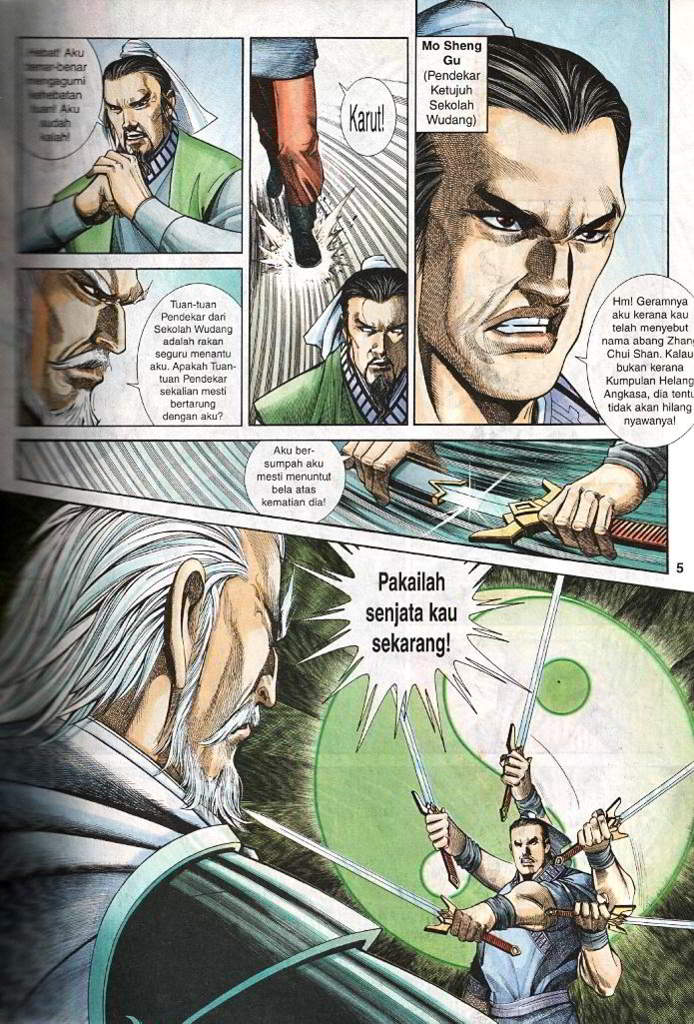 Hebat! Aku
benar-benar
mengagumi
kehebatan
tuan! Aku
sudah
kalah!
Karut!
Mo Sheng
Gu
(Pendekar
Ketujuh
Sekolah
Wudang)
Tuan-tuan
Pendekar dari
Sekolah Wudang
adalah rakan
seguru menantu
aku. Apakah Tuan-
tuan Pendekar
sekalian mesti
bertarung
dengan aku?
Hm! Geramnya
aku kerana kau
telah menyebut
nama abang Zhang
Chui Shan. Kalau
bukan kerana
Kumpulan Helang
Angkasa, dia tentu
tidak akan hilang
nyawanya!
Aku ber-
sumpah aku
mesti menuntut
bela atas
kematian dia!
5
Pakailah
senjata kau
sekarang!